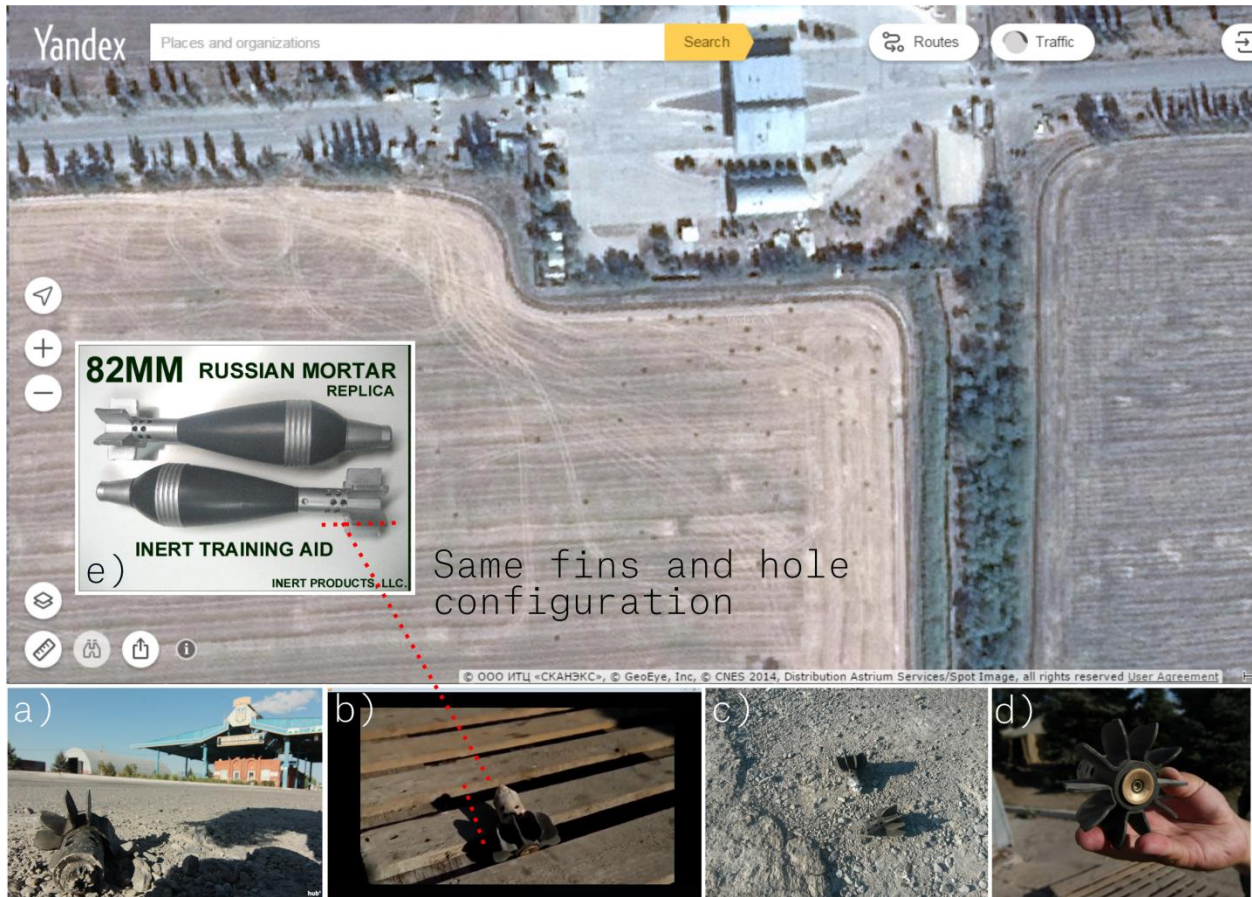 Yandex
Places and organizations
Search
Routes
Traffic
82MM RUSSIAN MORTAR
REPLICA
INERT TRAINING AID
INERT PRODUCTS, LLC.
e)
Same fins and hole
configuration
© ООО ИТЦ «СКАНЭКС», © GeoEye, Inc, © CNES 2014, Distribution Astrium Services/Spot Image, all rights reserved User Agreement
a)
b)
c)
d)